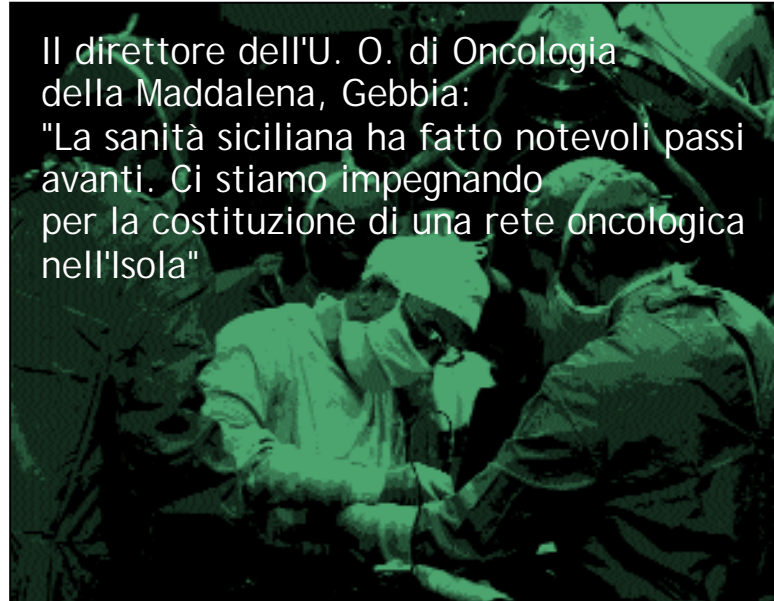 Il direttore dell'U. O. di Oncologia
della Maddalena, Gebbia:
"La sanità siciliana ha fatto notevoli passi
avanti. Ci stiamo impegnando
per la costituzione di una rete oncologica
nell'Isola"